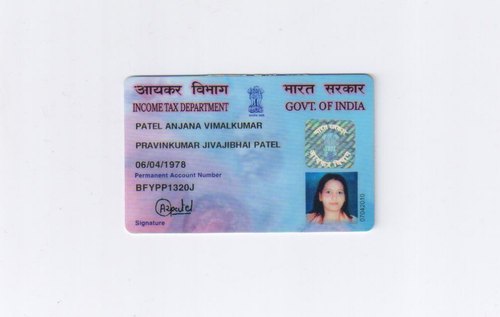 आयकर विभाग
INCOME TAX DEPARTMENT
भारत सरकार
GOVT. OF INDIA
PATEL ANJANA VIMALKUMAR
PRAVINKUMAR JIVAJIBHAI PATEL
06/04/1978
Permanent Account Number
BFYPP1320J
Signature
07042010